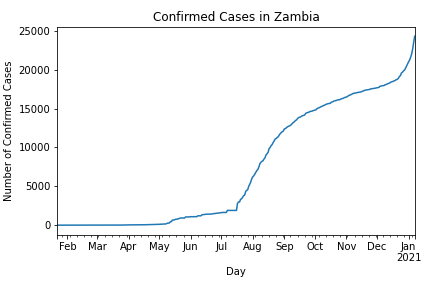 Confirmed Cases in Zambia
25000
20000
15000
10000
5000
0
Number of Confirmed Cases
Feb Mar Apr May Jun Jul Aug Sep Oct Nov Dec Jan
2021
Day